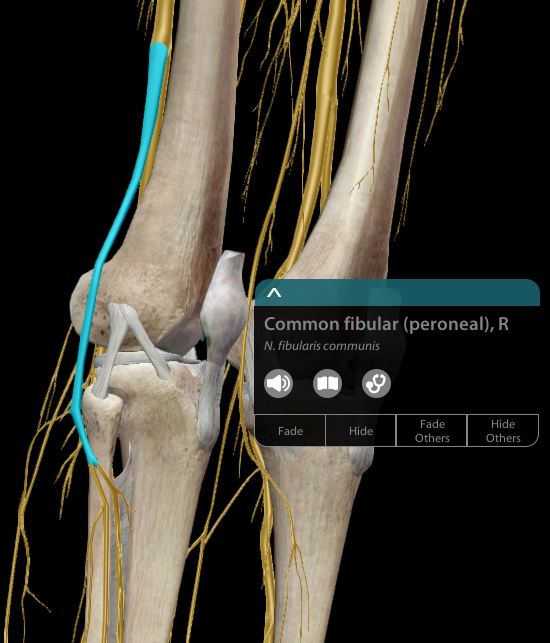 Common fibular (peroneal), R
N. fibularis communis
Fade
Hide
Fade
Others
Hide
Others